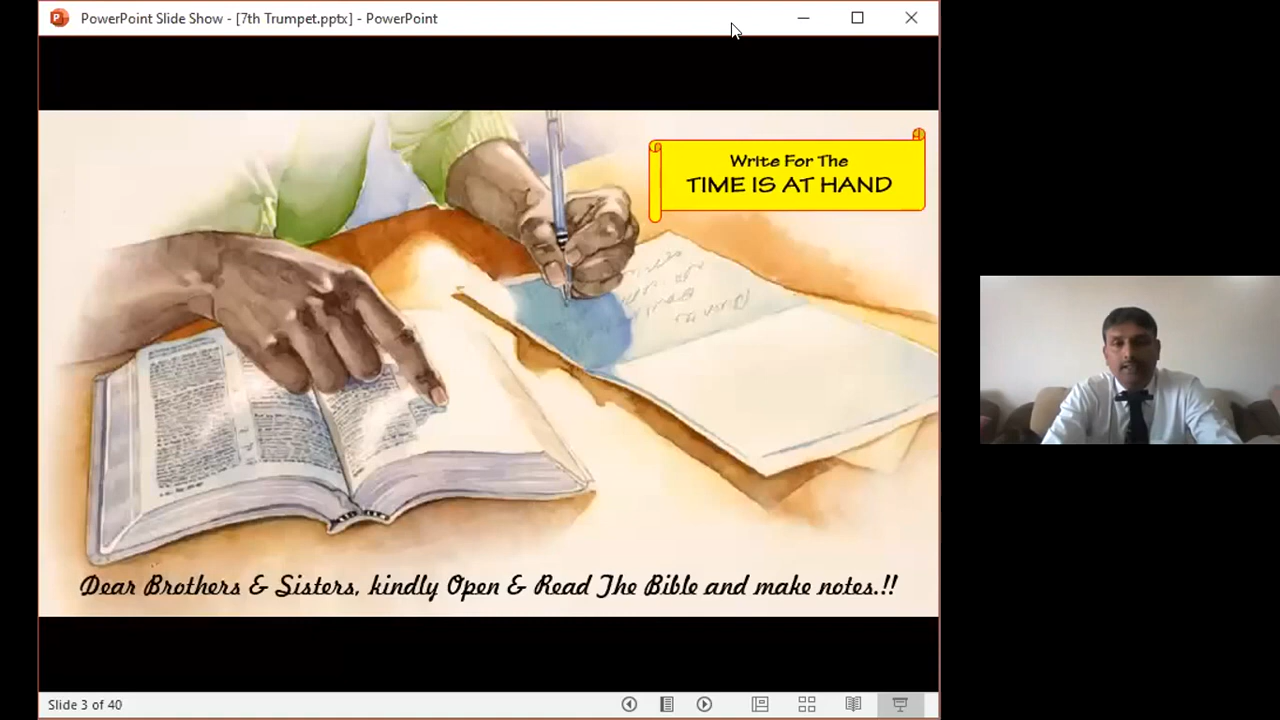 PowerPoint Slide Show - [7th Trumpet.pptx] - PowerPoint
Write For The
TIME IS AT HAND
Dear Brothers & Sisters, kindly Open & Read The Bible and make notes.!!
Slide 3 of 40